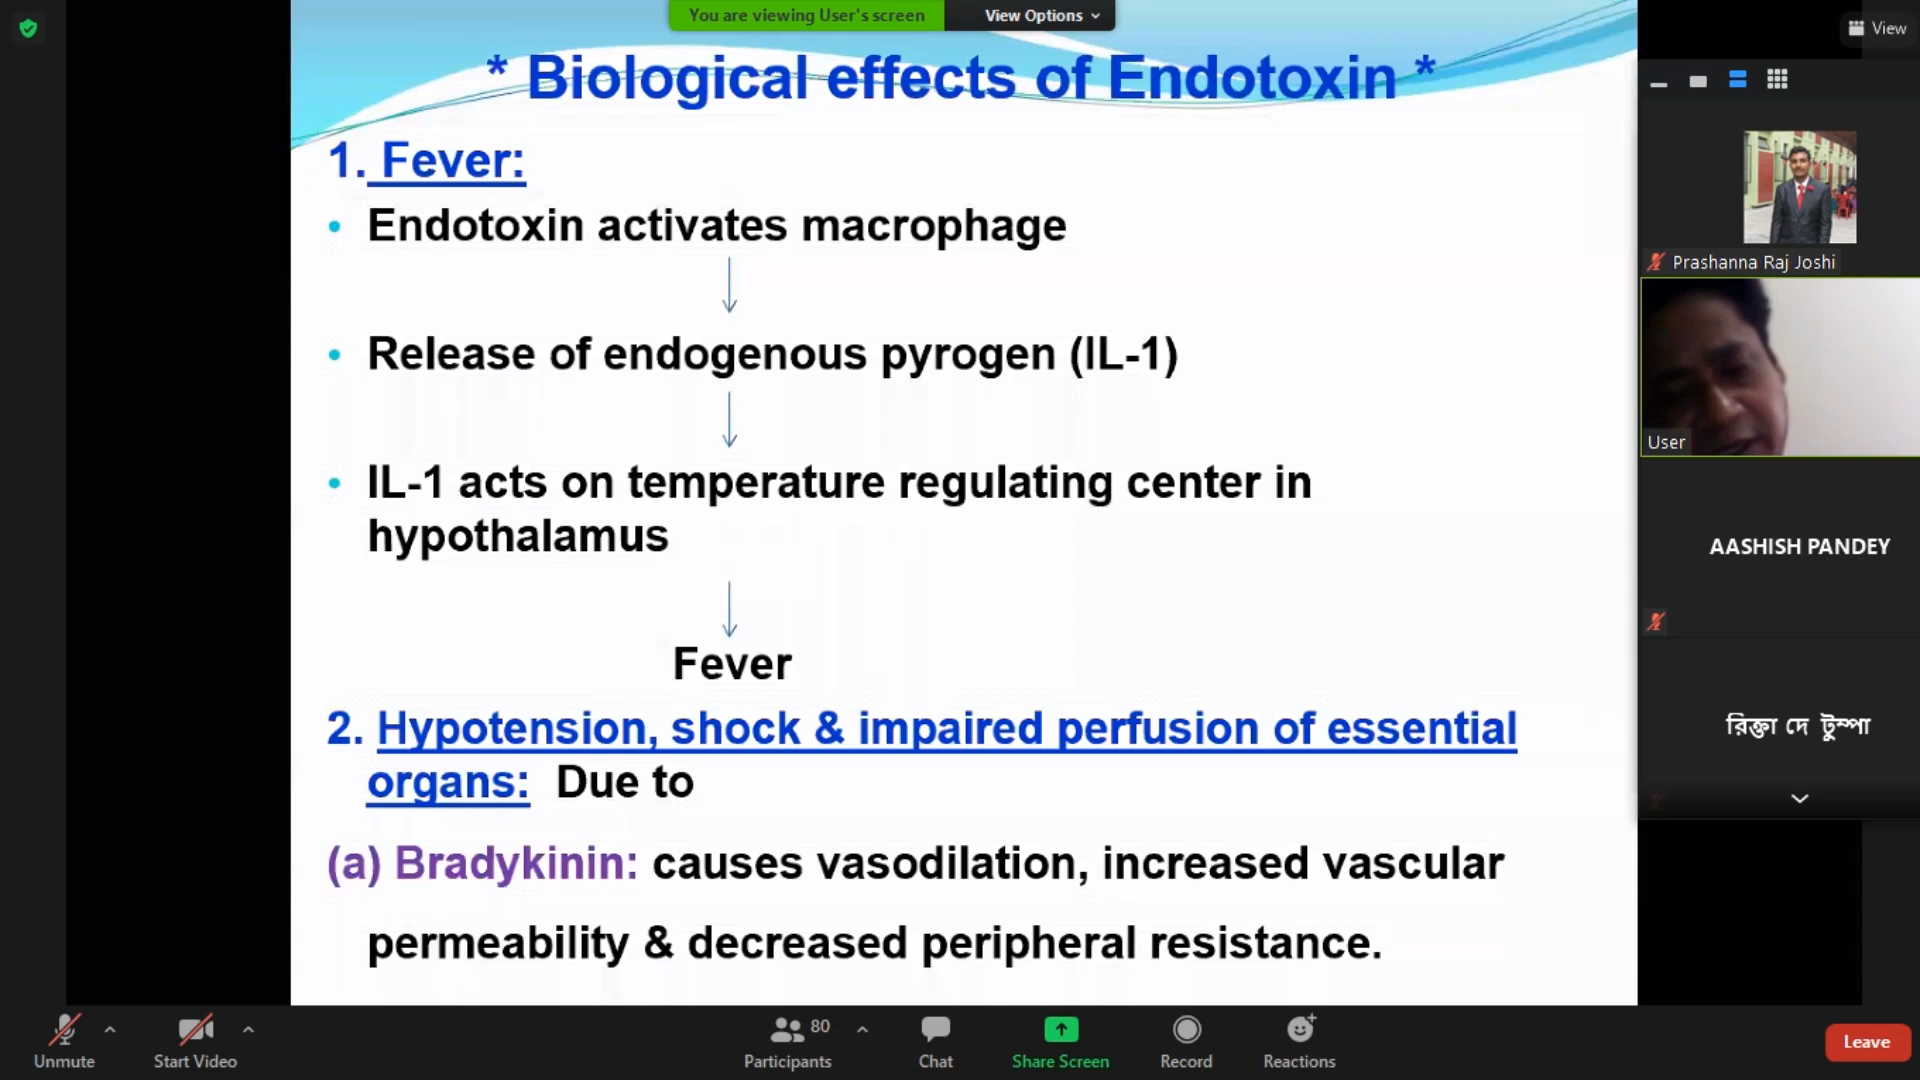 You are viewing User's screen
View Options
View
* Biological effects of Endotoxin *
1. Fever:
• Endotoxin activates macrophage
• Release of endogenous pyrogen (IL-1)
• IL-1 acts on temperature regulating center in
hypothalamus
Fever
2. Hypotension, shock & impaired perfusion of essential
organs: Due to
(a) Bradykinin: causes vasodilation, increased vascular
permeability & decreased peripheral resistance.
Prashanna Raj Joshi
User
AASHISH PANDEY
রিক্তা দে টুম্পা
Unmute
Start Video
80
Participants
Chat
Share Screen
Record
Reactions
Leave